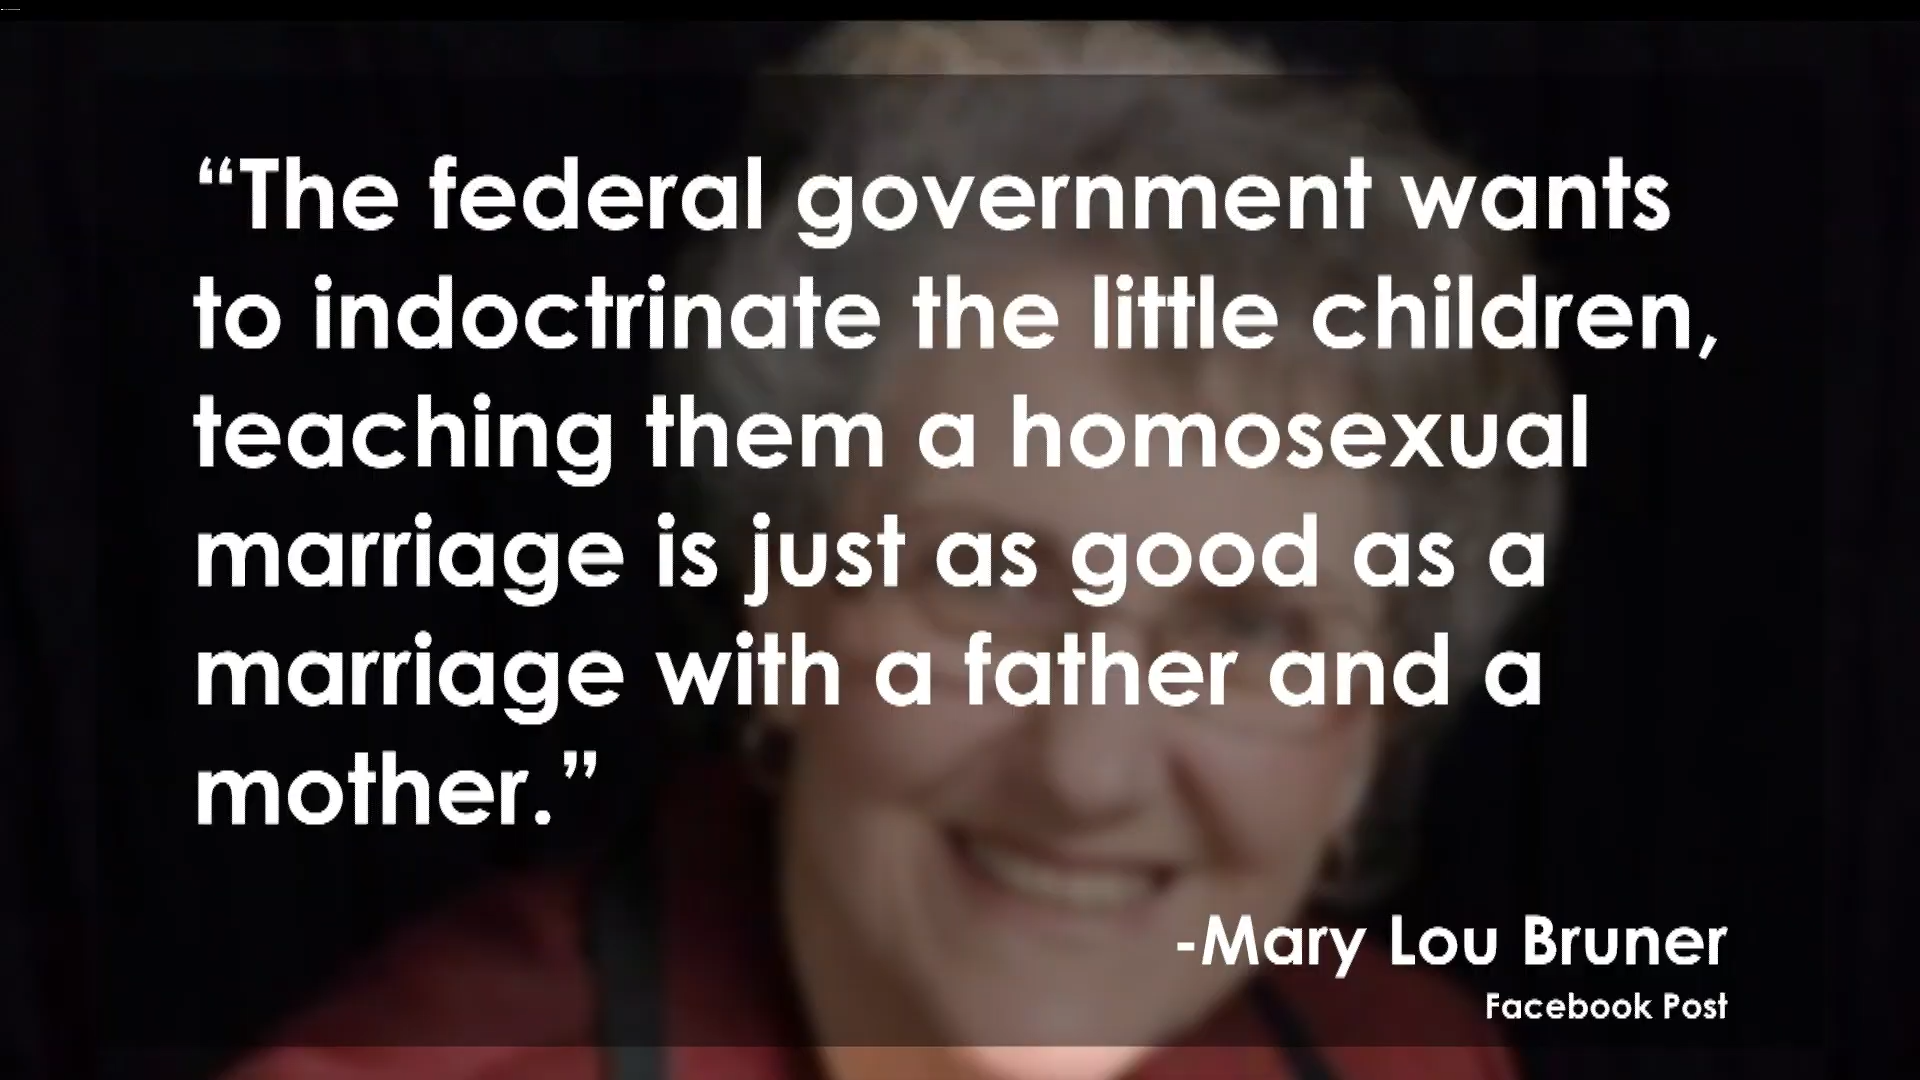 “The federal government wants
to indoctrinate the little children,
teaching them a homosexual
marriage is just as good as a
marriage with a father and a
mother.”
-Mary Lou Bruner
Facebook Post